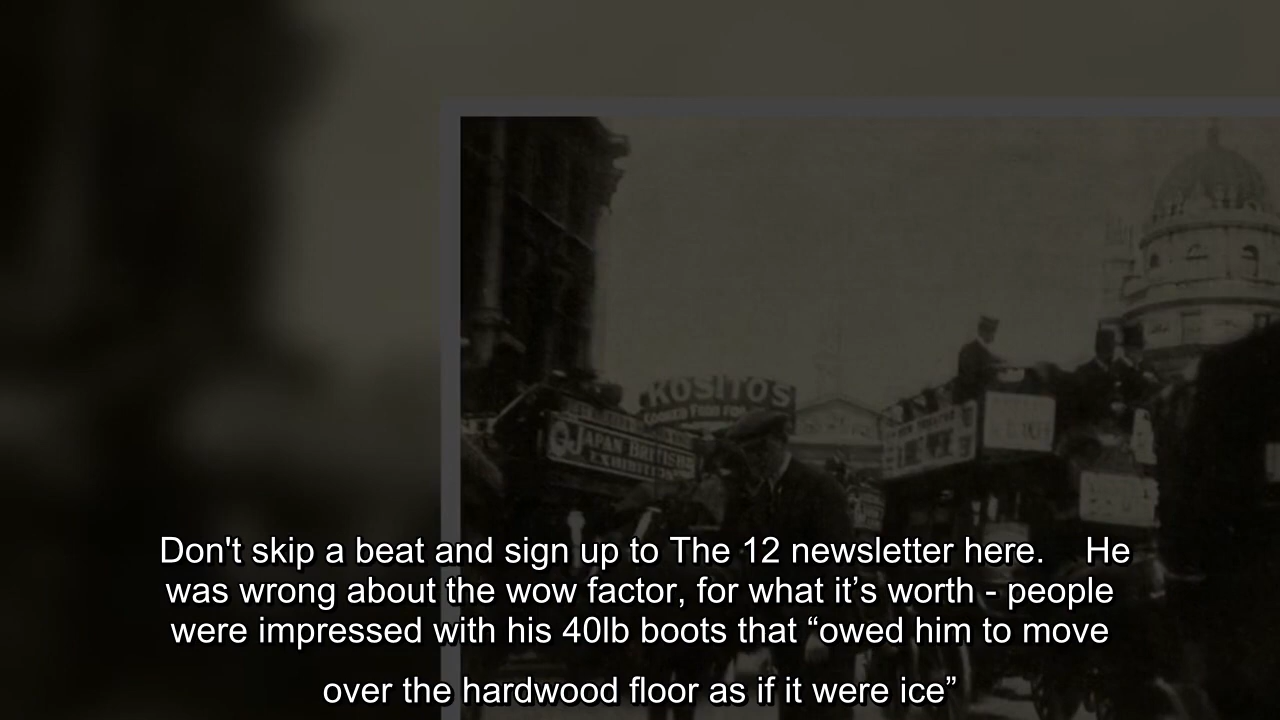 KOSITOS
JAPAN BRITISH
EXHIBITION
Don't skip a beat and sign up to The 12 newsletter here. He
was wrong about the wow factor, for what it’s worth - people
were impressed with his 40lb boots that “owed him to move
over the hardwood floor as if it were ice”